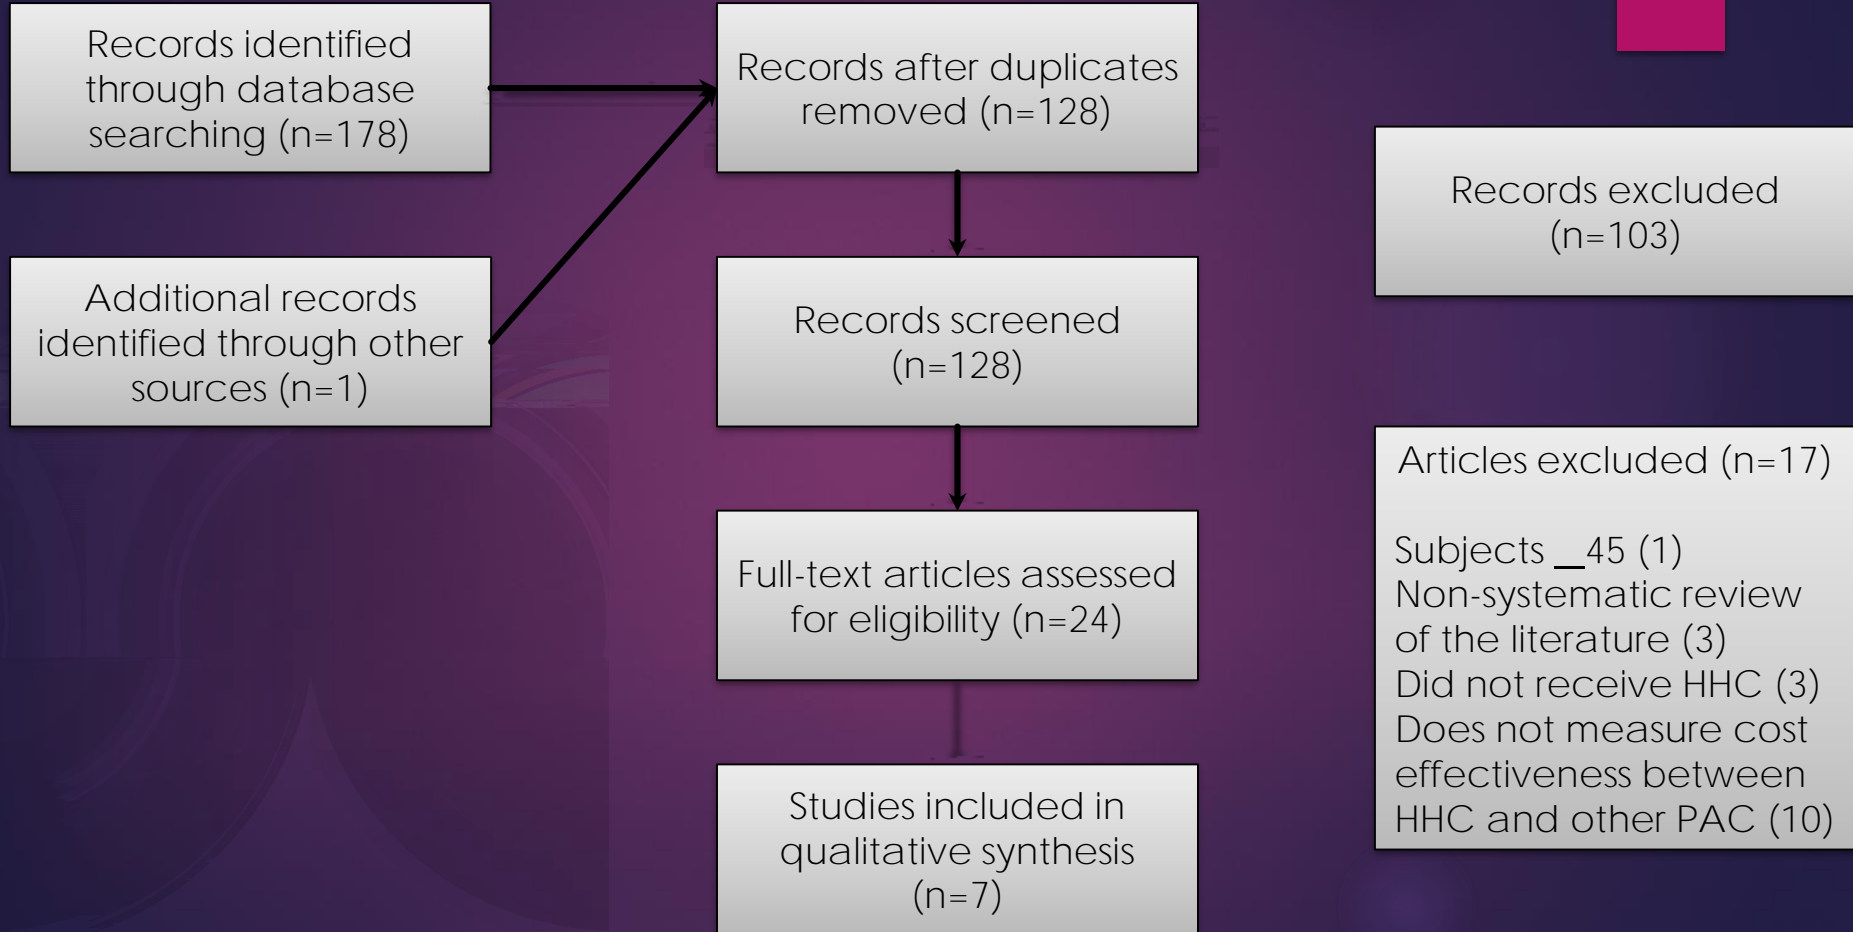 Records identified
through database
searching (n=178)
Additional records
identified through other
sources (n=1)
Records after duplicates
removed (n=128)
Records screened
(n=128)
Full-text articles assessed
for eligibility (n=24)
Studies included in
qualitative synthesis
(n=7)
Records excluded
(n=103)
Articles excluded (n=17)
Subjects _45 (1)
Non-systematic review
of the literature (3)
Did not receive HHC (3)
Does not measure cost
effectiveness between
HHC and other PAC (10)